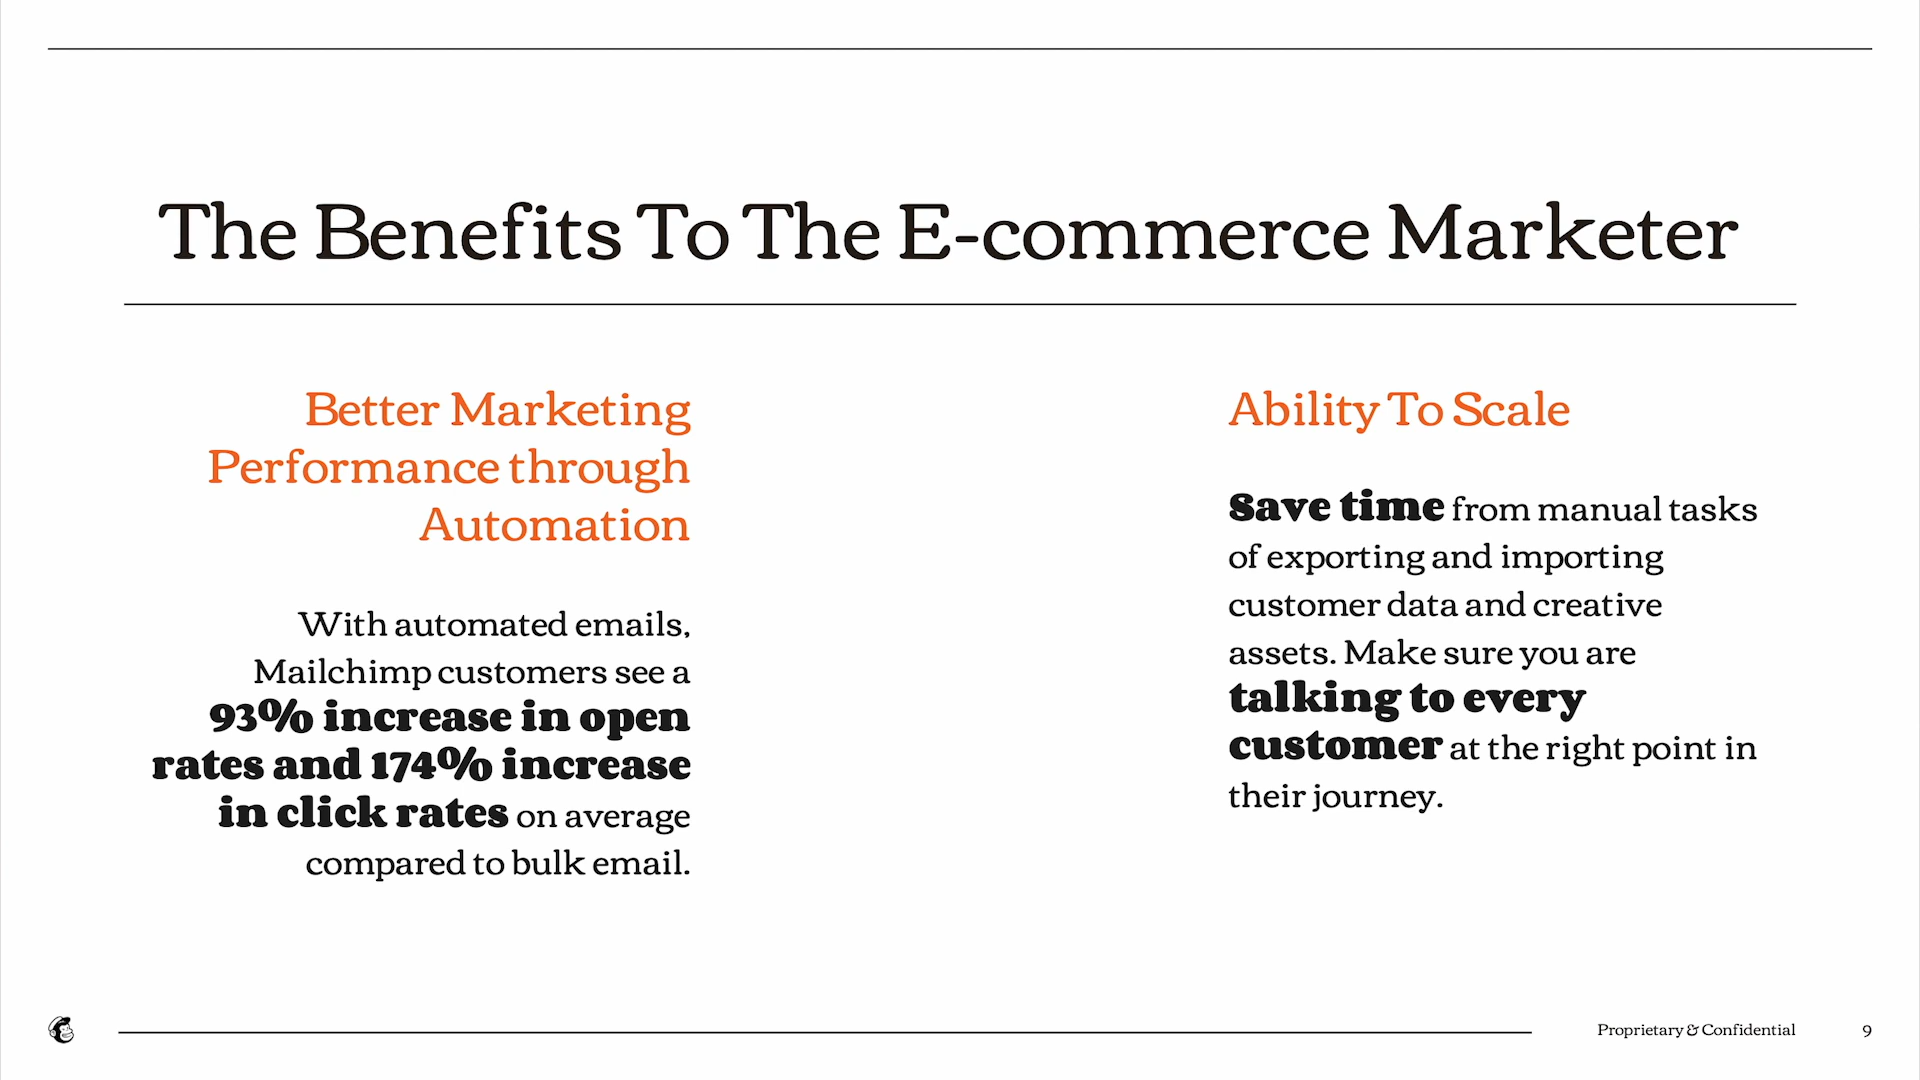 The Benefits To The E-commerce Marketer
Better Marketing
Performance through
Automation
With automated emails,
Mailchimp customers see a
93% increase in open
rates and 174% increase
in click rates on average
compared to bulk email.
Ability To Scale
Save time from manual tasks
of exporting and importing
customer data and creative
assets. Make sure you are
talking to every
customer at the right point in
their journey.
Proprietary & Confidential
9